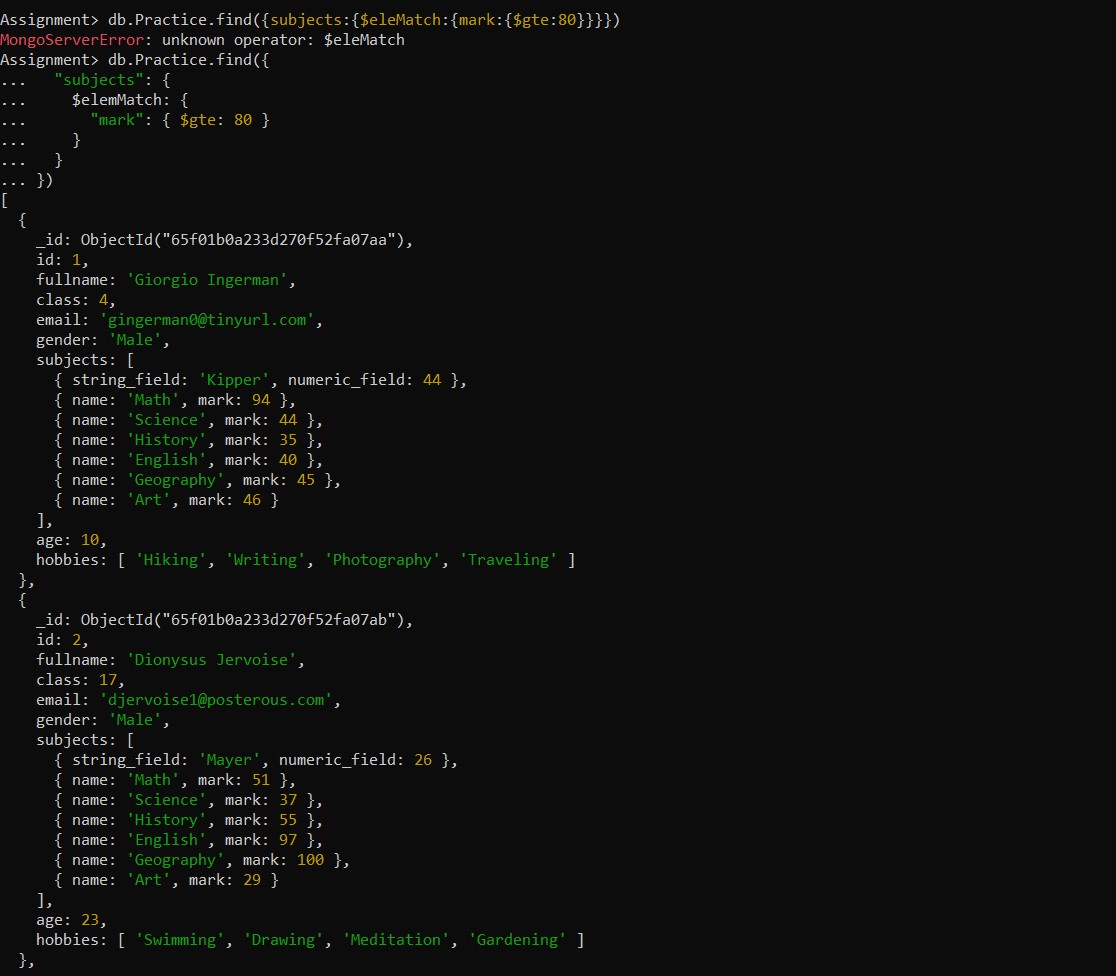 Assignment> db.Practice.find({subjects:{$eleMatch:{mark:{$gte:80}}}})
MongoServerError: unknown operator: $eleMatch
Assignment> db.Practice.find({
...   "subjects": {
...     $elemMatch: {
...       "mark": { $gte: 80 }
...     }
...   }
... })
[
  {
    _id: ObjectId("65f01b0a233d270f52fa07aa"),
    id: 1,
    fullname: 'Giorgio Ingerman',
    class: 4,
    email: 'gingerman0@tinyurl.com',
    gender: 'Male',
    subjects: [
      { string_field: 'Kipper', numeric_field: 44 },
      { name: 'Math', mark: 94 },
      { name: 'Science', mark: 44 },
      { name: 'History', mark: 35 },
      { name: 'English', mark: 40 },
      { name: 'Geography', mark: 45 },
      { name: 'Art', mark: 46 }
    ],
    age: 10,
    hobbies: [ 'Hiking', 'Writing', 'Photography', 'Traveling' ]
  },
  {
    _id: ObjectId("65f01b0a233d270f52fa07ab"),
    id: 2,
    fullname: 'Dionysus Jervoise',
    class: 17,
    email: 'djervoise1@posterous.com',
    gender: 'Male',
    subjects: [
      { string_field: 'Mayer', numeric_field: 26 },
      { name: 'Math', mark: 51 },
      { name: 'Science', mark: 37 },
      { name: 'History', mark: 55 },
      { name: 'English', mark: 97 },
      { name: 'Geography', mark: 100 },
      { name: 'Art', mark: 29 }
    ],
    age: 23,
    hobbies: [ 'Swimming', 'Drawing', 'Meditation', 'Gardening' ]
  },